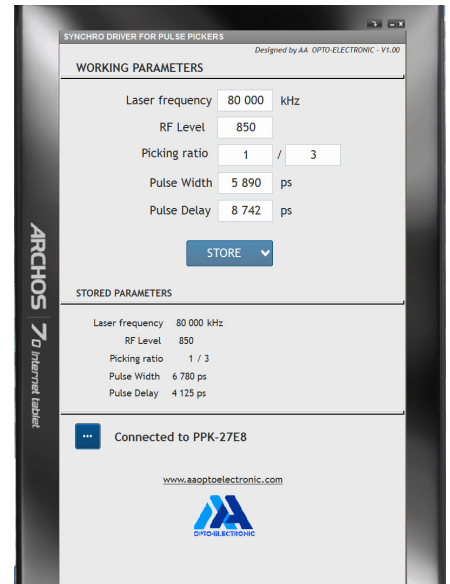 SYNCHRO DRIVER FOR PULSE PICKERS
Designed by AA OPTO-ELECTRONIC - V1.00
WORKING PARAMETERS
Laser frequency 80 000 kHz
RF Level 850
Picking ratio 1 / 3
Pulse Width 5 890 ps
Pulse Delay 8 742 ps
STORE
STORED PARAMETERS
Laser frequency 80 000 kHz
RF Level 850
Picking ratio 1 / 3
Pulse Width 6 780 ps
Pulse Delay 4 125 ps
... Connected to PPK-27E8
www.aaoptoelectronic.com
AA
OPTO-ELECTRONIC
ARCHOS 70 internet tablet